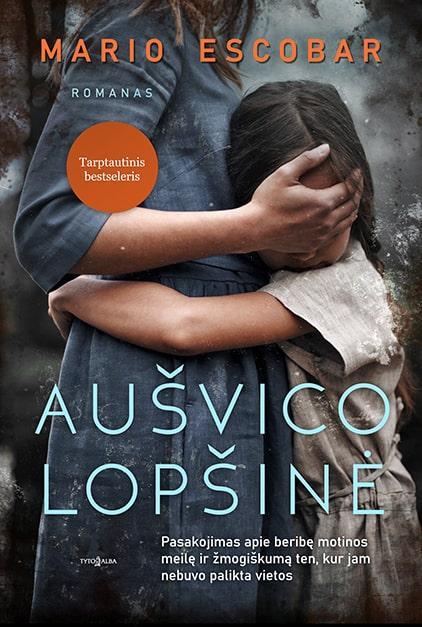 MARIO ESCOBAR
ROMANAS
Tarptautinis
bestseleris
AUŠVICO
LOPŠINĖ
Pasakojimas apie beribę motinos
meilę ir žmogiškumą ten, kur jam
nebuvo palikta vietos
TYTO ALBA